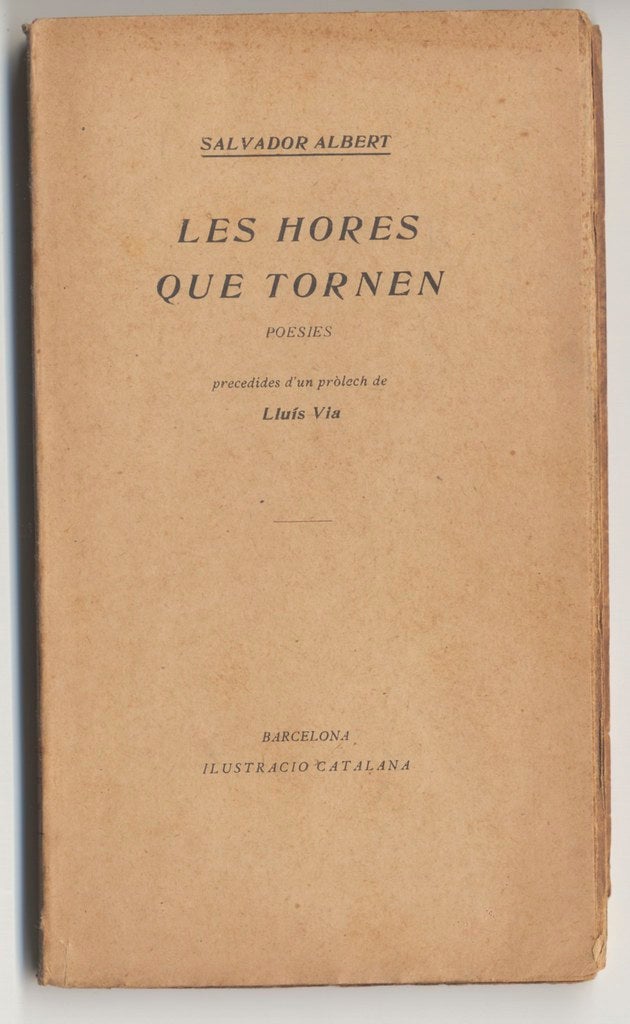 SALVADOR ALBERT
LES HORES
QUE TORNEN
POESIES
precedides d'un pròlech de
Lluís Via
BARCELONA
ILUSTRACIO CATALANA